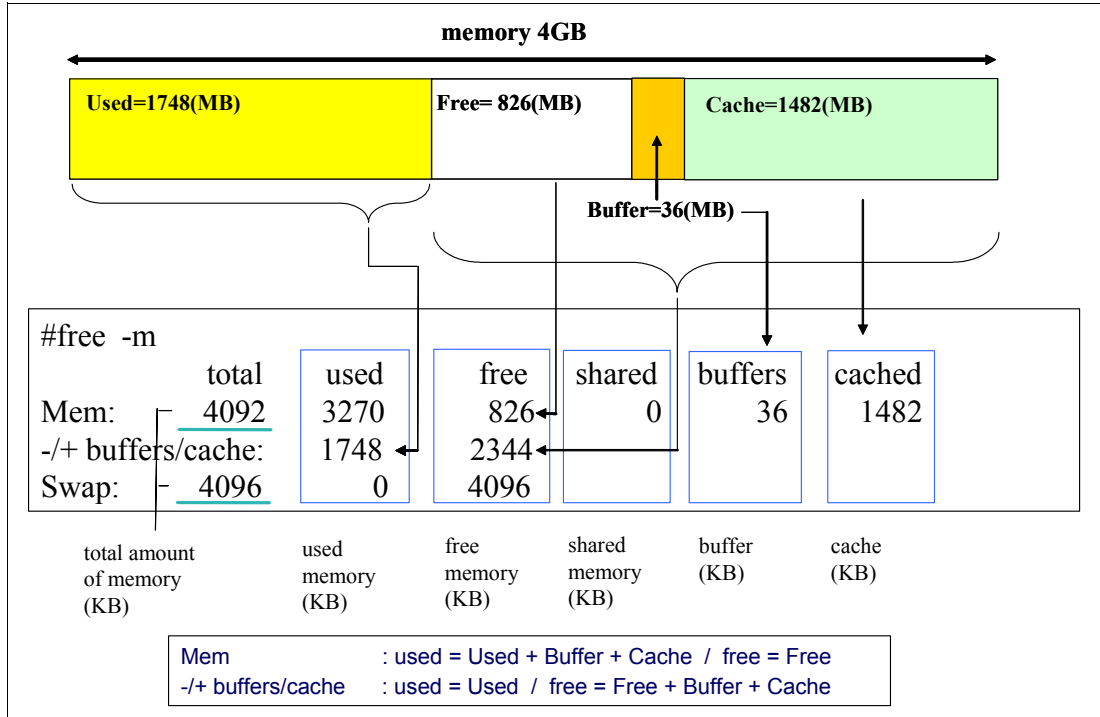 memory 4GB
Used=1748(MB)
Free= 826(MB)
Cache=1482(MB)
Buffer=36(MB)
#free -m
total used free shared buffers cached
Mem: 4092 3270 826 0 36 1482
-/+ buffers/cache: 1748 2344
Swap: 4096 0 4096
total amount
of memory
(KB)
used
memory
(KB)
free
memory
(KB)
shared
memory
(KB)
buffer
(KB)
cache
(KB)
Mem : used = Used + Buffer + Cache / free = Free
-/+ buffers/cache : used = Used / free = Free + Buffer + Cache